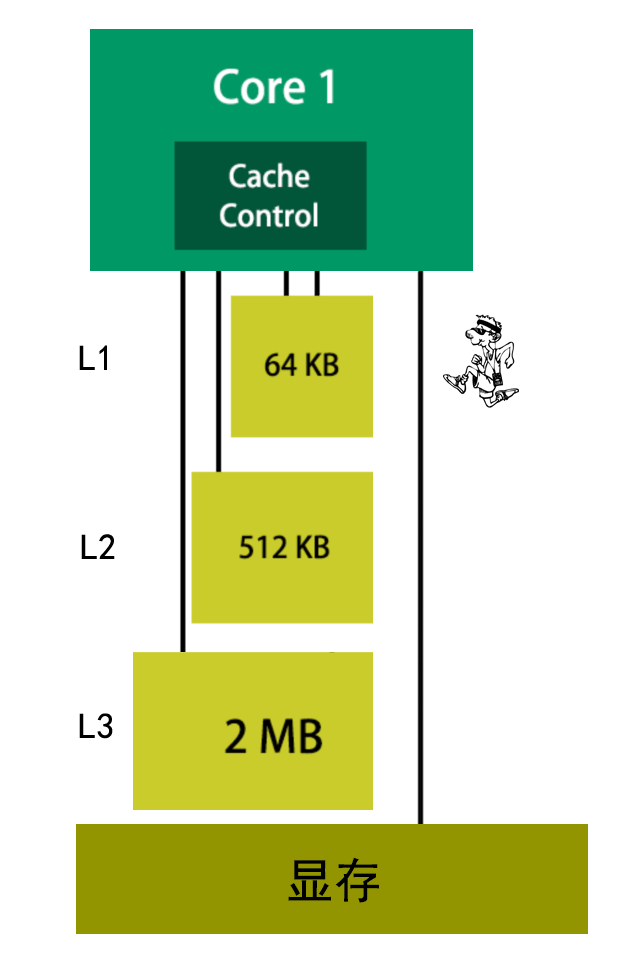 Core 1
Cache
Control
L1
64 KB
L2
512 KB
L3
2 MB
显存